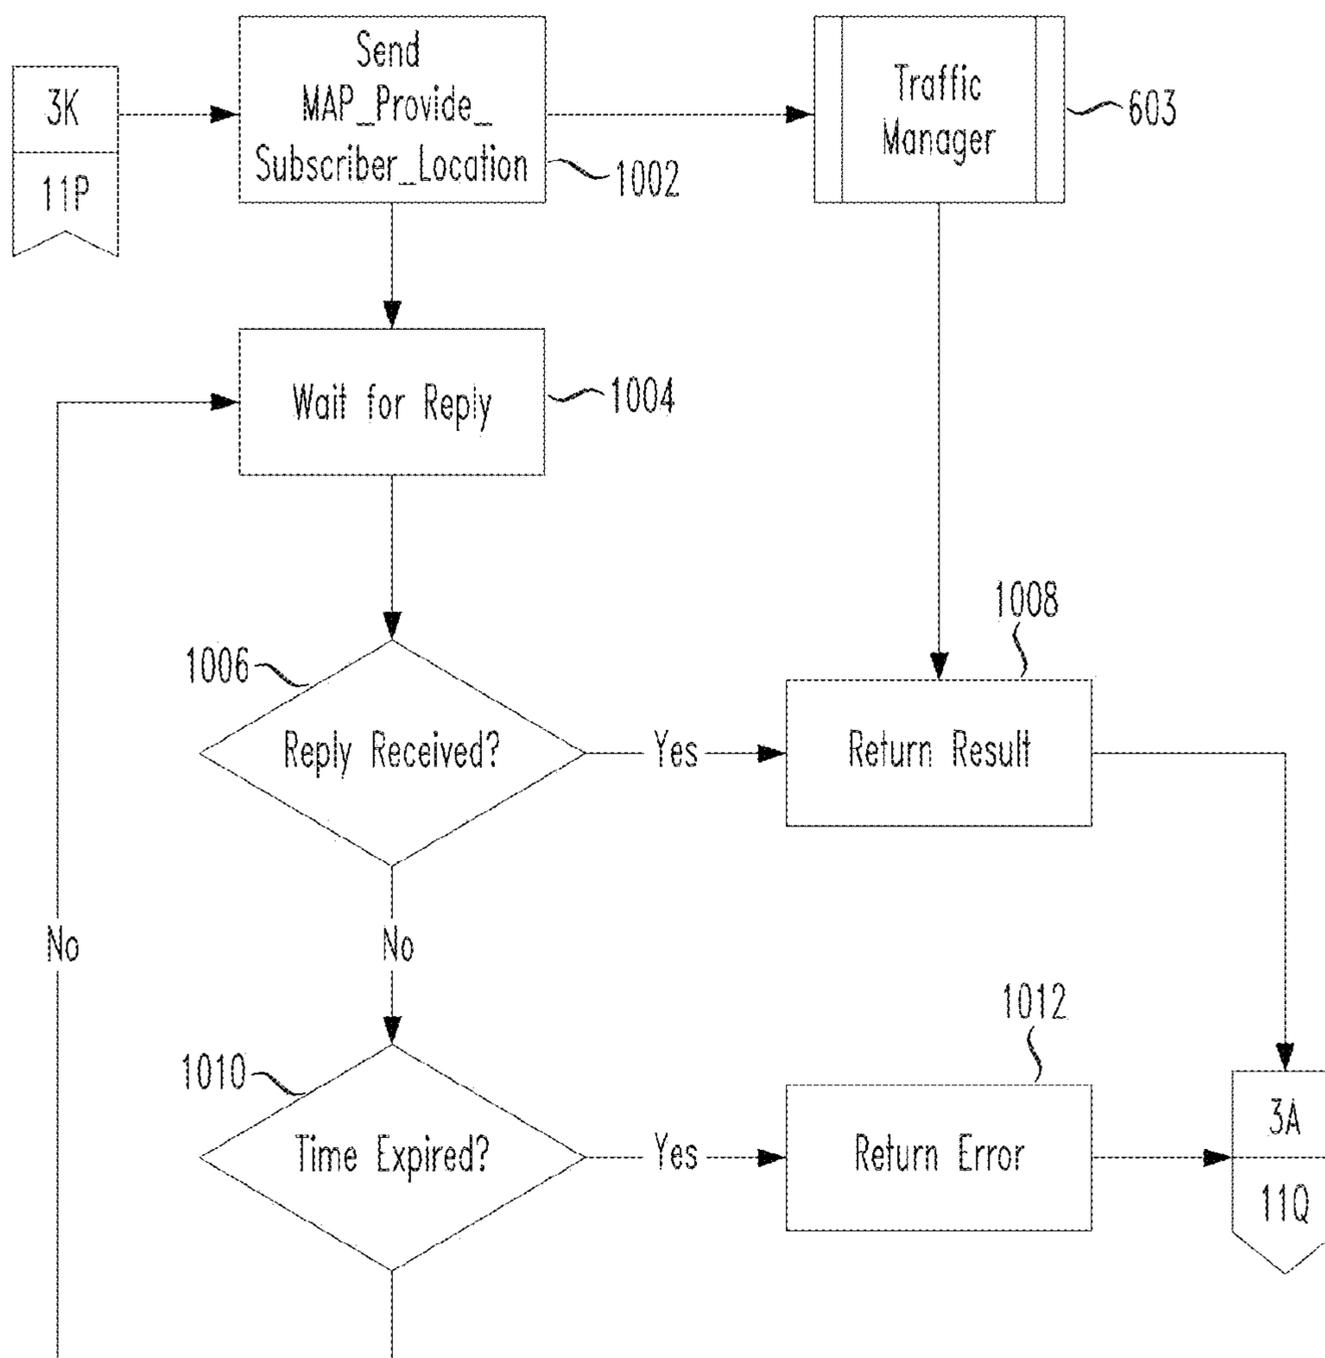 3K
11P
Send
MAP_Provide_
Subscriber_Location
1002
Traffic
Manager
603
Wait for Reply
1004
1006
Reply Received?
Yes
1008
Return Result
No
No
1010
Time Expired?
Yes
1012
Return Error
3A
11Q